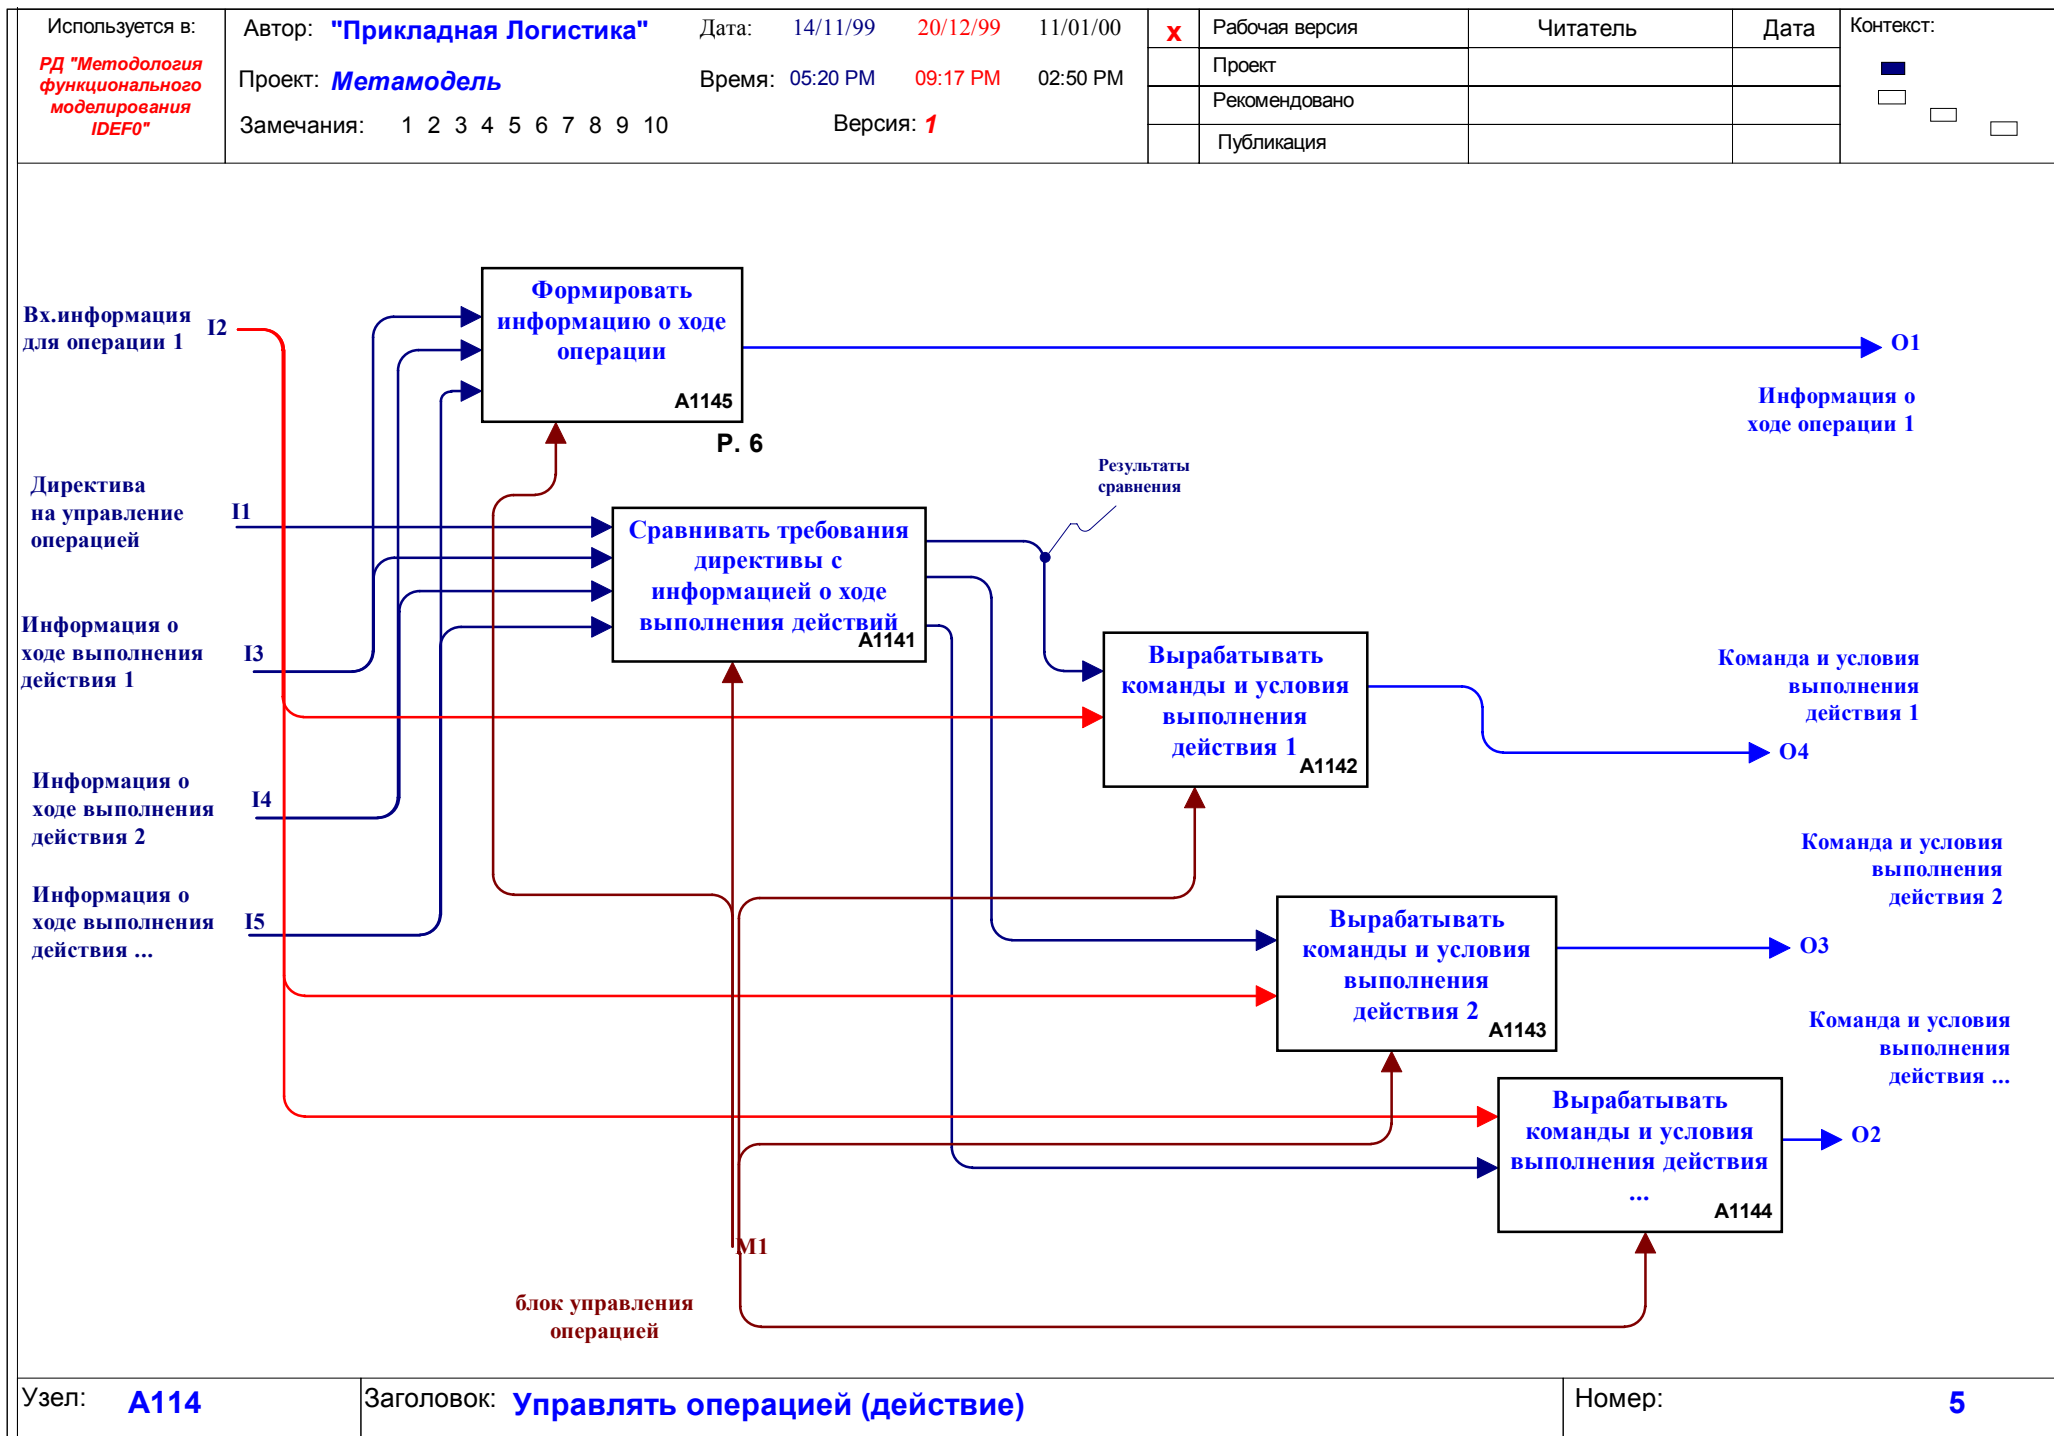 Используется в:
РД "Методология
функционального
моделирования
IDEF0"
Автор: "Прикладная Логистика"
Дата: 14/11/99 20/12/99 11/01/00
Проект: Метамодель
Время: 05:20 PM 09:17 PM 02:50 PM
Замечания: 1 2 3 4 5 6 7 8 9 10
Версия: 1
x Рабочая версия Читатель Дата
Проект
Рекомендовано
Публикация
Контекст:
Вх.информация
для операции 1
I2
Формировать
информацию о ходе
операции
A1145
P. 6
O1
Информация о
ходе операции 1
Директива
на управление
операцией
I1
Сравнивать требования
директивы с
информацией о ходе
выполнения действий
A1141
Результаты
сравнения
Информация о
ходе выполнения
действия 1
I3
Вырабатывать
команды и условия
выполнения
действия 1
A1142
Команда и условия
выполнения
действия 1
O4
Информация о
ходе выполнения
действия 2
I4
Информация о
ходе выполнения
действия ...
I5
Вырабатывать
команды и условия
выполнения
действия 2
A1143
Команда и условия
выполнения
действия 2
O3
Команда и условия
выполнения
действия ...
Вырабатывать
команды и условия
выполнения действия
...
A1144
O2
M1
блок управления
операцией
Узел: A114
Заголовок: Управлять операцией (действие)
Номер: 5